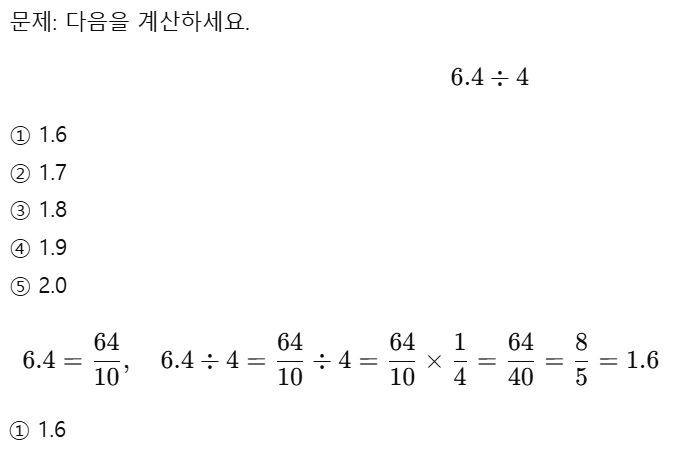 문제: 다음을 계산하세요.
6.4 ÷ 4
① 1.6
② 1.7
③ 1.8
④ 1.9
⑤ 2.0
6.4 = 64/10, 6.4 ÷ 4 = 64/10 ÷ 4 = 64/10 × 1/4 = 64/40 = 8/5 = 1.6
① 1.6